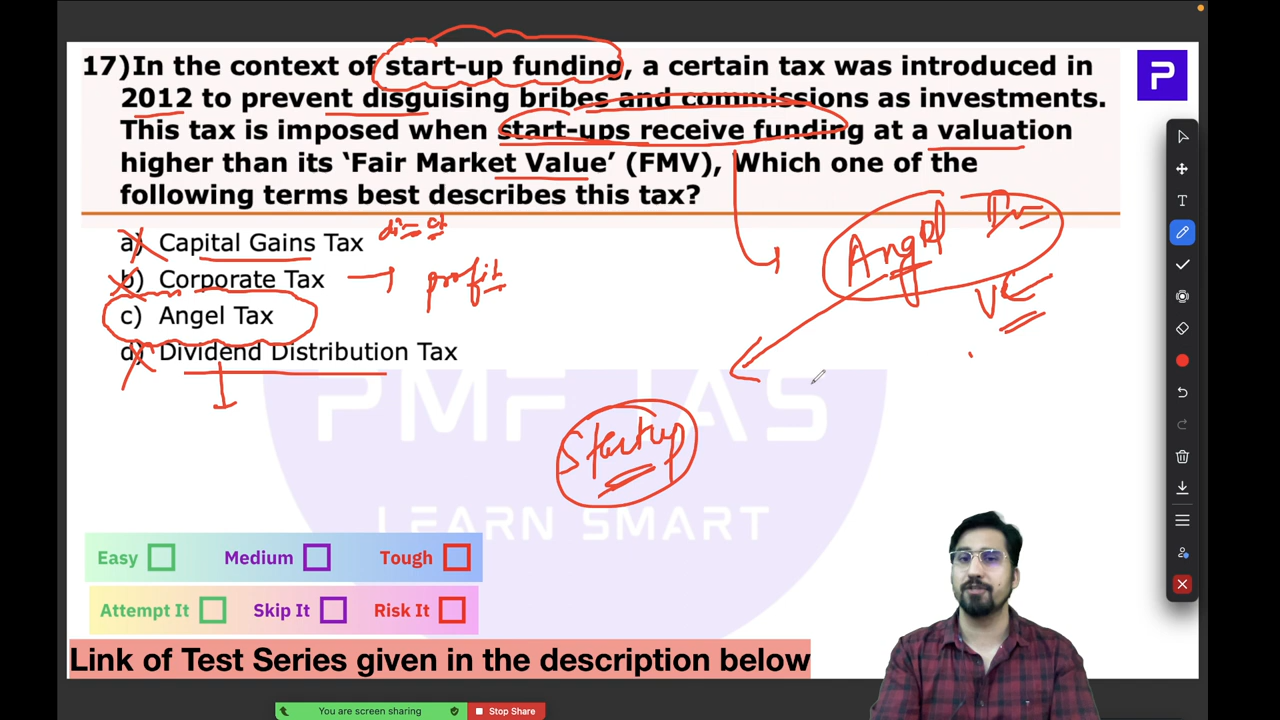 17)In the context of start-up funding, a certain tax was introduced in
2012 to prevent disguising bribes and commissions as investments.
This tax is imposed when start-ups receive funding at a valuation
higher than its ‘Fair Market Value’ (FMV), Which one of the
following terms best describes this tax?
a) Capital Gains Tax
b) Corporate Tax
profit
c) Angel Tax
d) Dividend Distribution Tax
Angel
Startup
PMF IAS
LEARN SMART
Easy Medium Tough
Attempt It Skip It Risk It
Link of Test Series given in the description below
You are screen sharing Stop Share
P
T